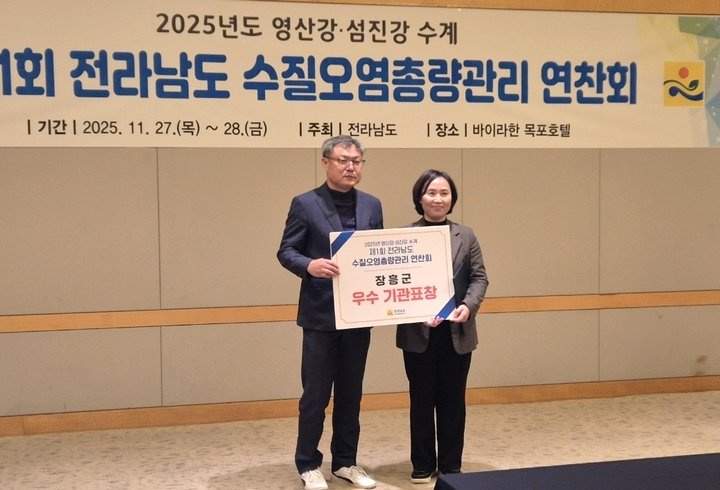 2025년도 영산강·섬진강 수계
1회 전라남도 수질오염총량관리 연찬회
| 기간 | 2025. 11. 27.(목) ~ 28.(금) | 주최 | 전라남도 | 장소 | 바이라한 목포호텔
2025년 영산강·섬진강 수계
제1회 전라남도
수질오염총량관리 연찬회
장흥군
우수 기관표창
전라남도